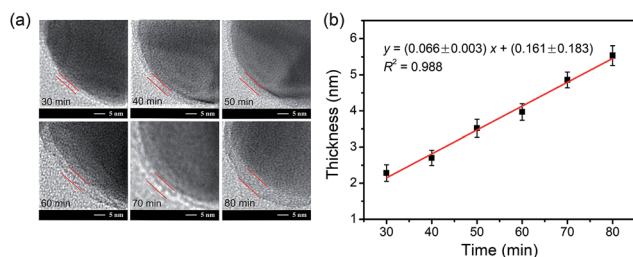 (a)
30 min
40 min
50 min
5 nm
5 nm
5 nm
60 min
70 min
80 min
5 nm
5 nm
5 nm
(b)
y = (0.066±0.003) x + (0.161±0.183)
R² = 0.988
Thickness (nm)
6
5
4
3
2
1
30 40 50 60 70 80
Time (min)